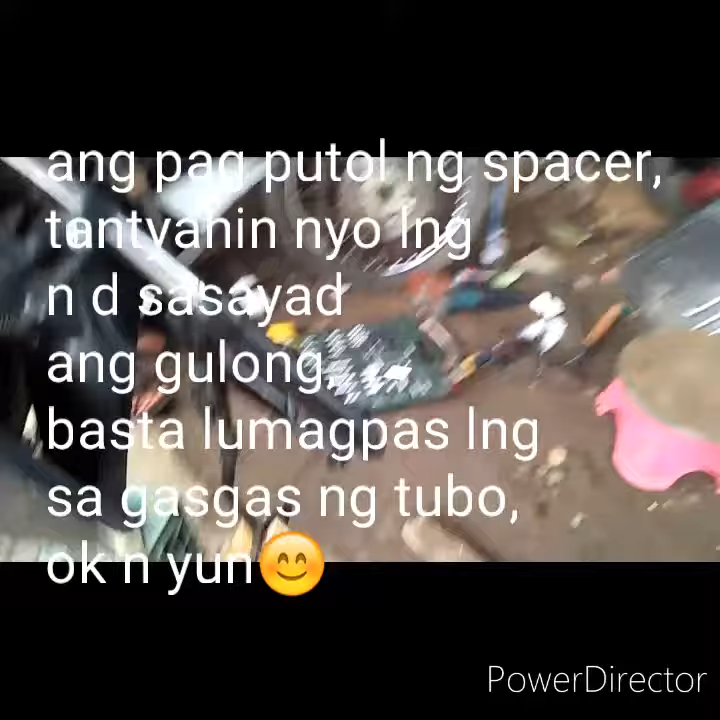 ang pag putol ng spacer,
tantyahin nyo lng
n d sasayad
ang gulong,
basta lumagpas lng
sa gasgas ng tubo,
ok n yun😊
PowerDirector